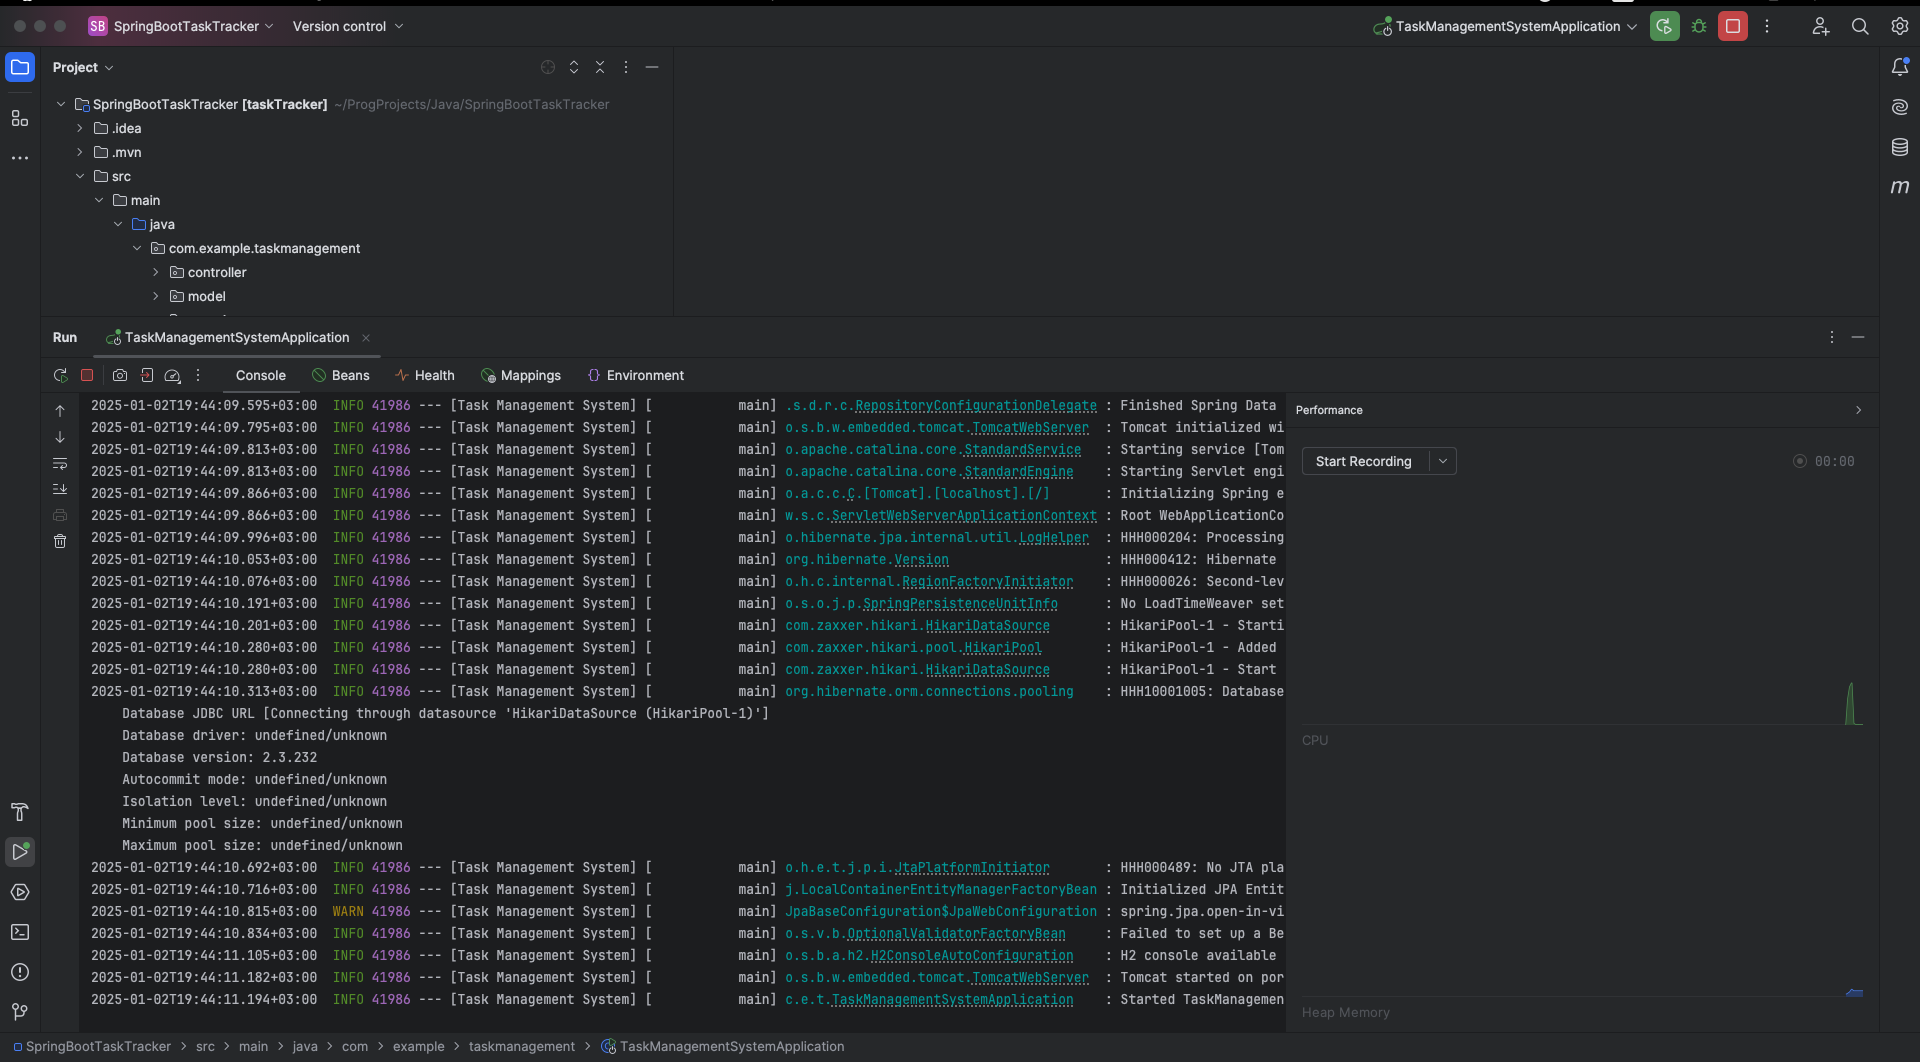 SB SpringBootTaskTracker Version control TaskManagementSystemApplication
Project
SpringBootTaskTracker [taskTracker] ~/ProgProjects/Java/SpringBootTaskTracker
.idea
.mvn
src
main
java
com.example.taskmanagement
controller
model
m
Run TaskManagementSystemApplication
Console Beans Health Mappings Environment
2025-01-02T19:44:09.595+03:00 INFO 41986 --- [Task Management System] [ main] .s.d.r.c.RepositoryConfigurationDelegate : Finished Spring Data
2025-01-02T19:44:09.795+03:00 INFO 41986 --- [Task Management System] [ main] o.s.b.w.embedded.tomcat.TomcatWebServer : Tomcat initialized wi
2025-01-02T19:44:09.813+03:00 INFO 41986 --- [Task Management System] [ main] o.apache.catalina.core.StandardService : Starting service [Tom
2025-01-02T19:44:09.813+03:00 INFO 41986 --- [Task Management System] [ main] o.apache.catalina.core.StandardEngine : Starting Servlet engi
2025-01-02T19:44:09.866+03:00 INFO 41986 --- [Task Management System] [ main] o.a.c.c.C.[Tomcat].[localhost].[/] : Initializing Spring e
2025-01-02T19:44:09.866+03:00 INFO 41986 --- [Task Management System] [ main] w.s.c.ServletWebServerApplicationContext : Root WebApplicationCo
2025-01-02T19:44:09.996+03:00 INFO 41986 --- [Task Management System] [ main] o.hibernate.jpa.internal.util.LogHelper : HHH000204: Processing
2025-01-02T19:44:10.053+03:00 INFO 41986 --- [Task Management System] [ main] org.hibernate.Version : HHH000412: Hibernate
2025-01-02T19:44:10.076+03:00 INFO 41986 --- [Task Management System] [ main] o.h.c.internal.RegionFactoryInitiator : HHH000026: Second-lev
2025-01-02T19:44:10.191+03:00 INFO 41986 --- [Task Management System] [ main] o.s.o.j.p.SpringPersistenceUnitInfo : No LoadTimeWeaver set
2025-01-02T19:44:10.201+03:00 INFO 41986 --- [Task Management System] [ main] com.zaxxer.hikari.HikariDataSource : HikariPool-1 - Starti
2025-01-02T19:44:10.280+03:00 INFO 41986 --- [Task Management System] [ main] com.zaxxer.hikari.pool.HikariPool : HikariPool-1 - Added
2025-01-02T19:44:10.280+03:00 INFO 41986 --- [Task Management System] [ main] com.zaxxer.hikari.HikariDataSource : HikariPool-1 - Start
2025-01-02T19:44:10.313+03:00 INFO 41986 --- [Task Management System] [ main] org.hibernate.orm.connections.pooling : HHH10001005: Database
Database JDBC URL [Connecting through datasource 'HikariDataSource (HikariPool-1)']
Database driver: undefined/unknown
Database version: 2.3.232
Autocommit mode: undefined/unknown
Isolation level: undefined/unknown
Minimum pool size: undefined/unknown
Maximum pool size: undefined/unknown
2025-01-02T19:44:10.692+03:00 INFO 41986 --- [Task Management System] [ main] o.h.e.t.j.p.i.JtaPlatformInitiator : HHH000489: No JTA pla
2025-01-02T19:44:10.716+03:00 INFO 41986 --- [Task Management System] [ main] j.LocalContainerEntityManagerFactoryBean : Initialized JPA Entit
2025-01-02T19:44:10.815+03:00 WARN 41986 --- [Task Management System] [ main] JpaBaseConfiguration$JpaWebConfiguration : spring.jpa.open-in-vi
2025-01-02T19:44:10.834+03:00 INFO 41986 --- [Task Management System] [ main] o.s.v.b.OptionalValidatorFactoryBean : Failed to set up a Be
2025-01-02T19:44:11.105+03:00 INFO 41986 --- [Task Management System] [ main] o.s.b.a.h2.H2ConsoleAutoConfiguration : H2 console available
2025-01-02T19:44:11.182+03:00 INFO 41986 --- [Task Management System] [ main] o.s.b.w.embedded.tomcat.TomcatWebServer : Tomcat started on por
2025-01-02T19:44:11.194+03:00 INFO 41986 --- [Task Management System] [ main] c.e.t.TaskManagementSystemApplication : Started TaskManagemen
Performance
Start Recording 00:00
CPU
Heap Memory
SpringBootTaskTracker > src > main > java > com > example > taskmanagement > TaskManagementSystemApplication